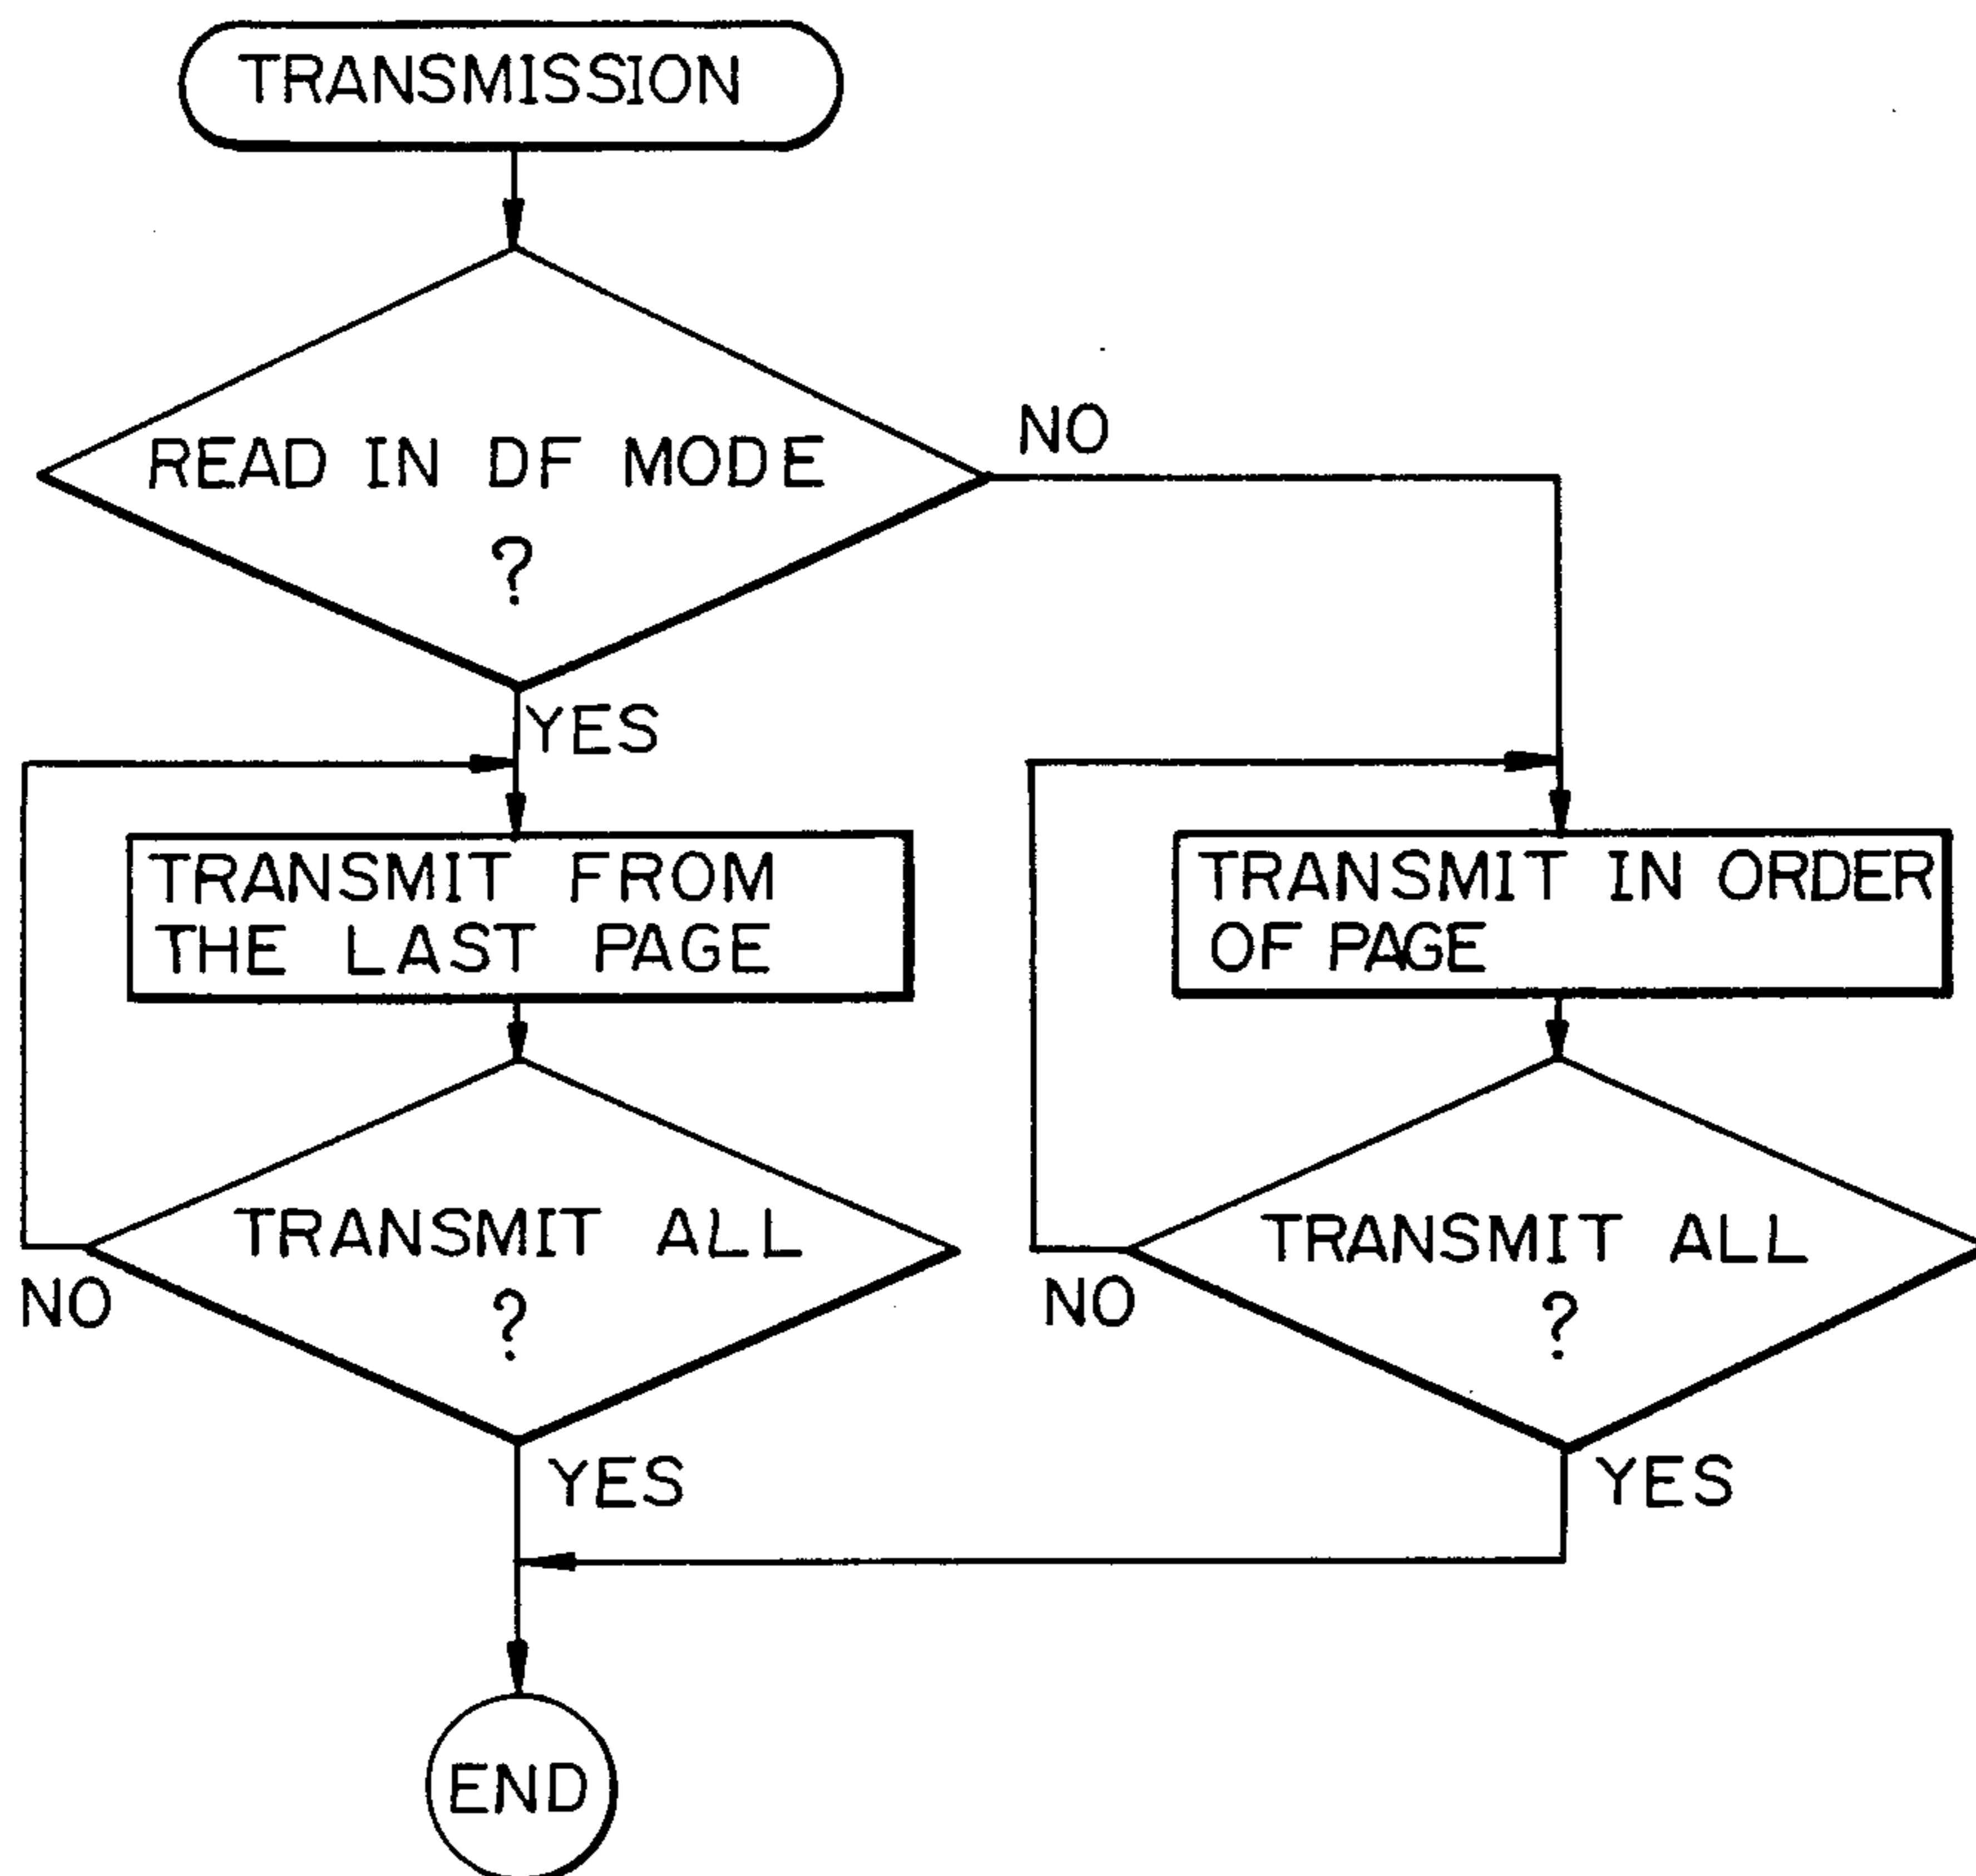 TRANSMISSION
READ IN DF MODE
?
NO
YES
TRANSMIT FROM
THE LAST PAGE
TRANSMIT IN ORDER
OF PAGE
TRANSMIT ALL
?
NO
YES
TRANSMIT ALL
?
NO
YES
END